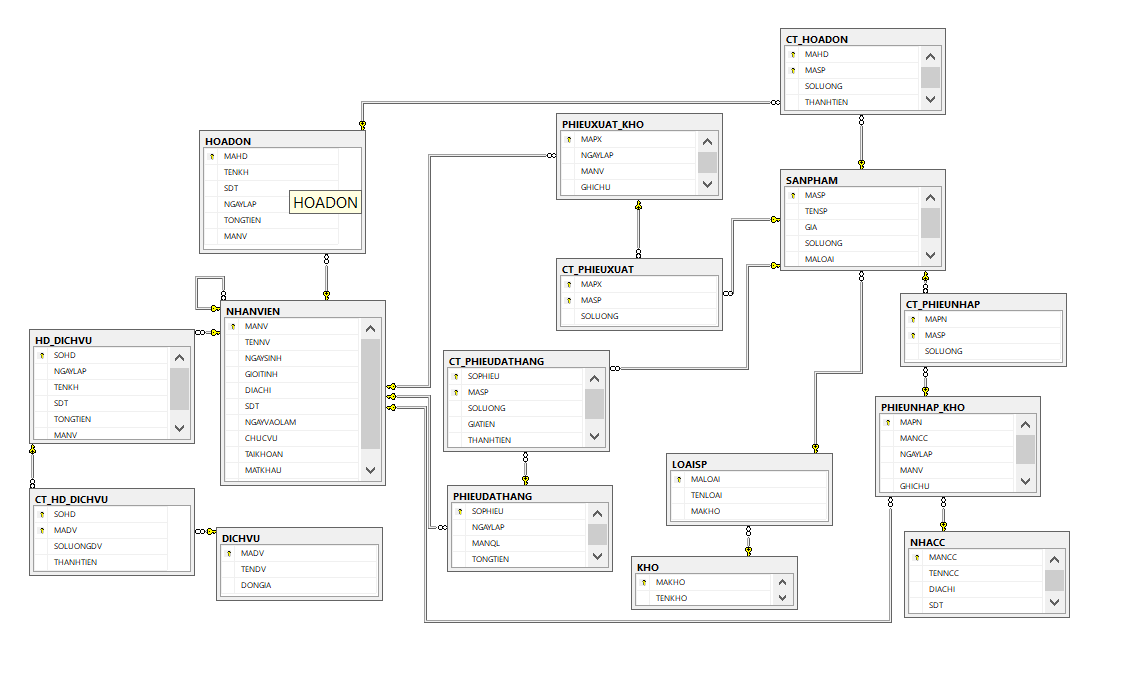 CT_HOADON
MAHD
MASP
SOLUONG
THANHTIEN
PHIEUXUAT_KHO
MAPX
NGAYLAP
MANV
GHICHU
HOADON
MAHD
TENKH
SDT
NGAYLAP
TONGTIEN
MANV
HOADON
SANPHAM
MASP
TENSP
GIA
SOLUONG
MALOAI
CT_PHIEUXUAT
MAPX
MASP
SOLUONG
CT_PHIEUNHAP
MAPN
MASP
SOLUONG
NHANVIEN
MANV
TENNV
NGAYSINH
GIOITINH
DIACHI
SDT
NGAYVAOLAM
CHUCVU
TAIKHOAN
MATKHAU
HD_DICHVU
SOHD
NGAYLAP
TENKH
SDT
TONGTIEN
MANV
CT_PHIEUDATHANG
SOPHIEU
MASP
SOLUONG
GIATIEN
THANHTIEN
PHIEUNHAP_KHO
MAPN
MANCC
NGAYLAP
MANV
GHICHU
LOAISP
MALOAI
TENLOAI
MAKHO
CT_HD_DICHVU
SOHD
MADV
SOLUONGDV
THANHTIEN
PHIEUDATHANG
SOPHIEU
NGAYLAP
MANQL
TONGTIEN
DICHVU
MADV
TENDV
DONGIA
NHACC
MANCC
TENNCC
DIACHI
SDT
KHO
MAKHO
TENKHO